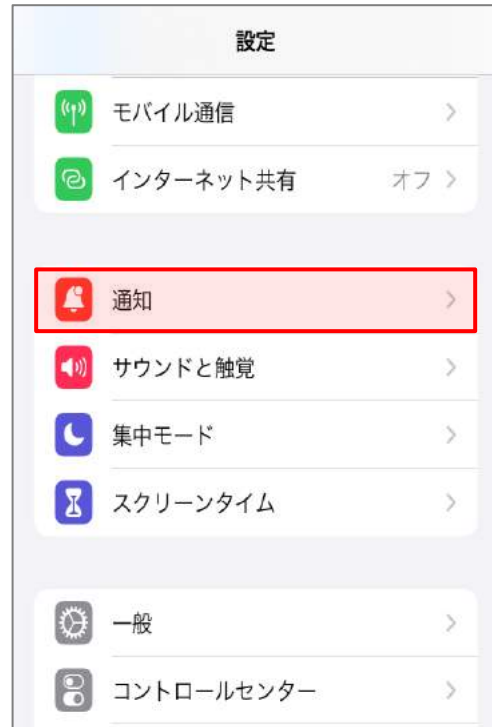 設定
モバイル通信
インターネット共有 オフ
通知
サウンドと触覚
集中モード
スクリーンタイム
一般
コントロールセンター